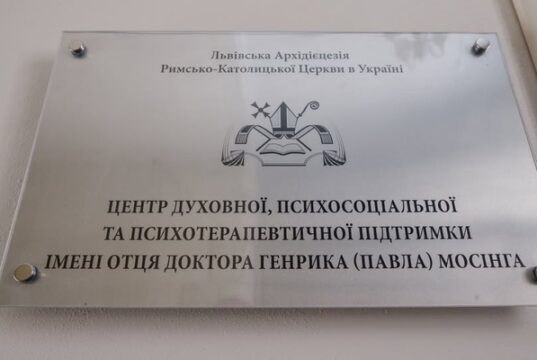 Львівська Архідієцезія
Римсько-Католицької Церкви в Україні
ЦЕНТР ДУХОВНОЇ, ПСИХОСОЦІАЛЬНОЇ
ТА ПСИХОТЕРАПЕВТИЧНОЇ ПІДТРИМКИ
ІМЕНІ ОТЦЯ ДОКТОРА ГЕНРИКА (ПАВЛА) МОСІНГА